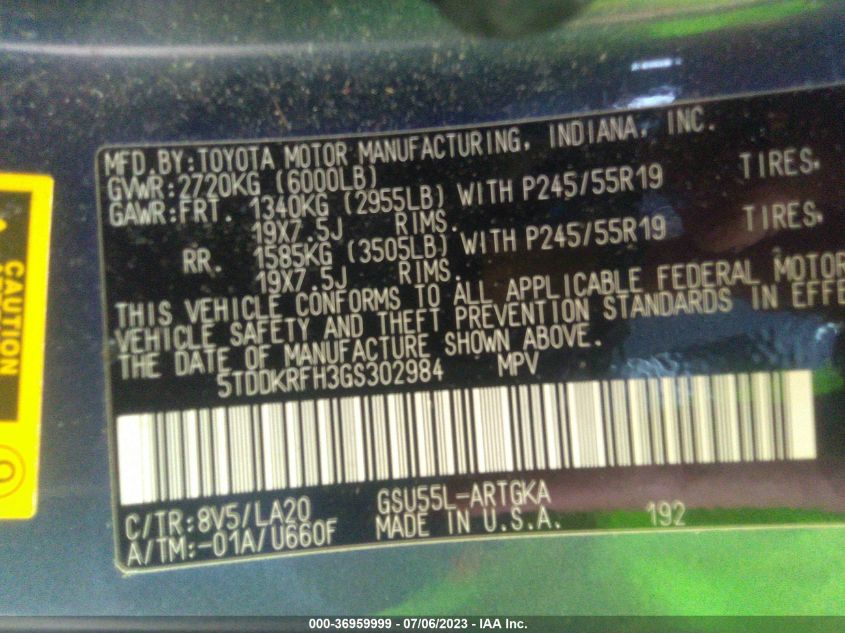 MFD.BY:TOYOTA MOTOR MANUFACTURING, INDIANA, INC.
GVWR:2720KG (6000LB)
GAWR:FRT. 1340KG (2955LB) WITH P245/55R19 TIRES,
19X7.5J RIMS.
RR. 1585KG (3505LB) WITH P245/55R19 TIRES,
19X7.5J RIMS.
THIS VEHICLE CONFORMS TO ALL APPLICABLE FEDERAL MOTOR
VEHICLE SAFETY AND THEFT PREVENTION STANDARDS IN EFFE
THE DATE OF MANUFACTURE SHOWN ABOVE.
5TDDKRFH3GS302984 MPV
C/TR:8V5/LA20 GSU55L-ARTGKA
A/TM:-01A/U660F MADE IN U.S.A. 192
CAUTION
000-36959999 - 07/06/2023 - IAA Inc.